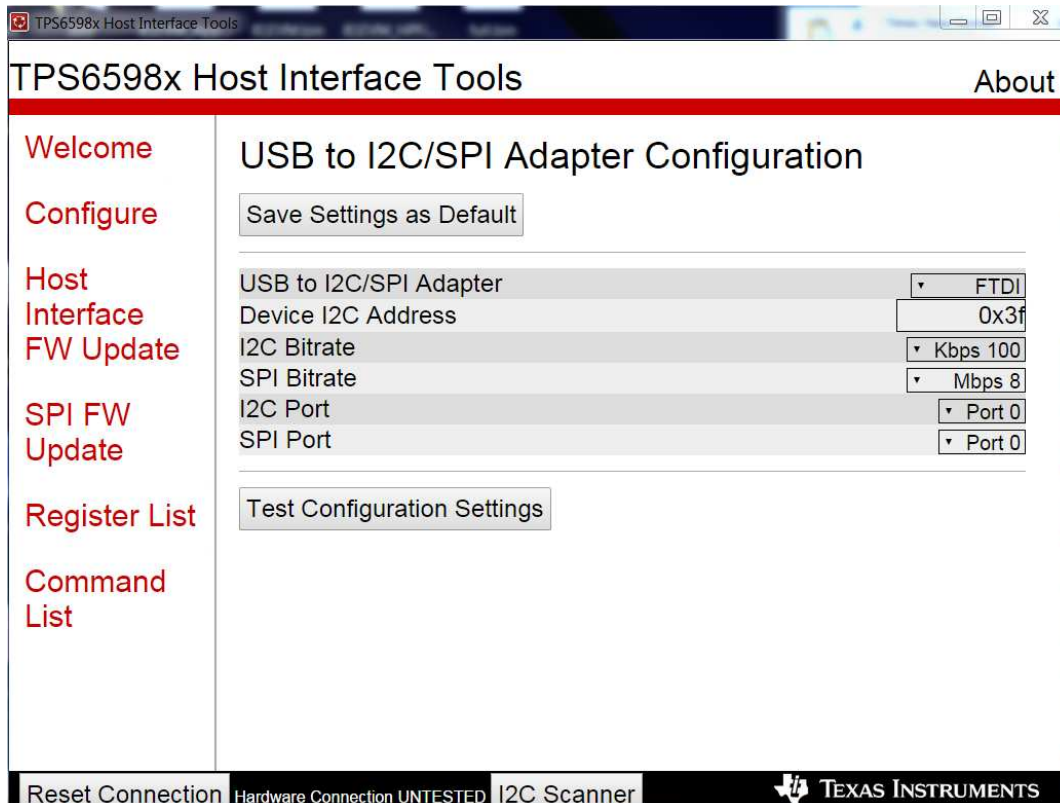 TPS6598x Host Interface Tools
TPS6598x Host Interface Tools
About
Welcome
Configure
Host
Interface
FW Update
SPI FW
Update
Register List
Command
List
USB to I2C/SPI Adapter Configuration
Save Settings as Default
USB to I2C/SPI Adapter FTDI
Device I2C Address 0x3f
I2C Bitrate Kbps 100
SPI Bitrate Mbps 8
I2C Port Port 0
SPI Port Port 0
Test Configuration Settings
Reset Connection Hardware Connection UNTESTED I2C Scanner TEXAS INSTRUMENTS